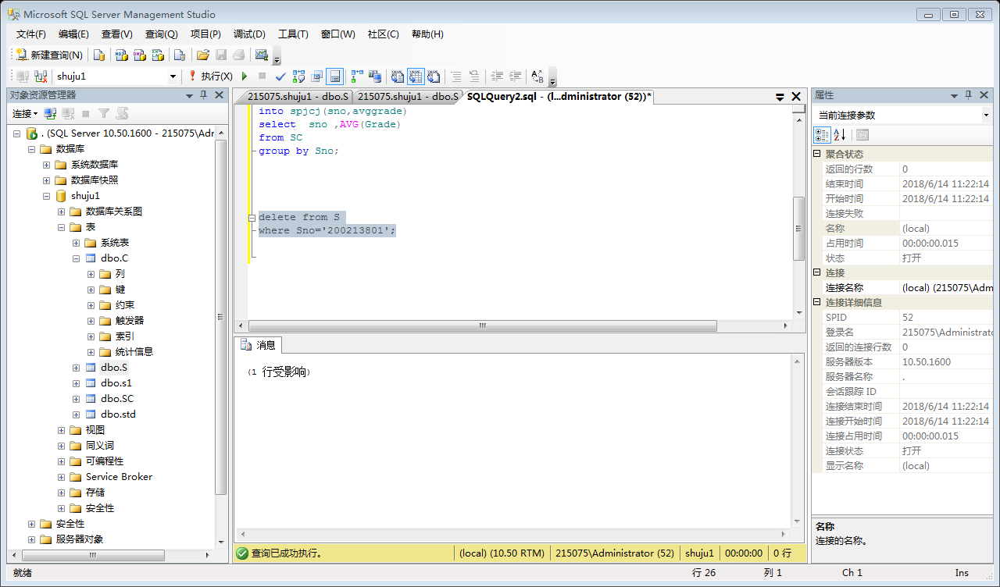 Microsoft SQL Server Management Studio
文件(F) 编辑(E) 查看(V) 查询(Q) 项目(P) 调试(D) 工具(T) 窗口(W) 社区(C) 帮助(H)
新建查询(N)
shuju1 执行(X)
对象资源管理器
连接
. (SQL Server 10.50.1600 - 215075\Adr
数据库
系统数据库
数据库快照
shuju1
数据库关系图
表
系统表
dbo.C
列
键
约束
触发器
索引
统计信息
dbo.S
dbo.s1
dbo.SC
dbo.std
视图
同义词
可编程性
Service Broker
存储
安全性
安全性
服务器对象
215075.shuju1 - dbo.S 215075.shuju1 - dbo.S SQLQuery2.sql - (l...dministrator (52))*
into spjcj(sno,avggrade)
select sno ,AVG(Grade)
from SC
group by Sno;
delete from S
where Sno='200213801';
消息
(1 行受影响)
查询已成功执行。 (local) (10.50 RTM) 215075\Administrator (52) shuju1 00:00:00 0 行
属性
当前连接参数
聚合状态
返回的行数 0
结束时间 2018/6/14 11:22:14
开始时间 2018/6/14 11:22:14
连接失败
名称 (local)
占用时间 00:00:00.015
状态 打开
连接
连接名称 (local) (215075\Adm
连接详细信息
SPID 52
登录名 215075\Administrato
返回的连接行数 0
服务器版本 10.50.1600
服务器名称 .
会话跟踪 ID
连接结束时间 2018/6/14 11:22:14
连接开始时间 2018/6/14 11:22:14
连接占用时间 00:00:00.015
连接状态 打开
显示名称 (local)
名称
连接的名称。
就绪 行 26 列 1 Ch 1 Ins